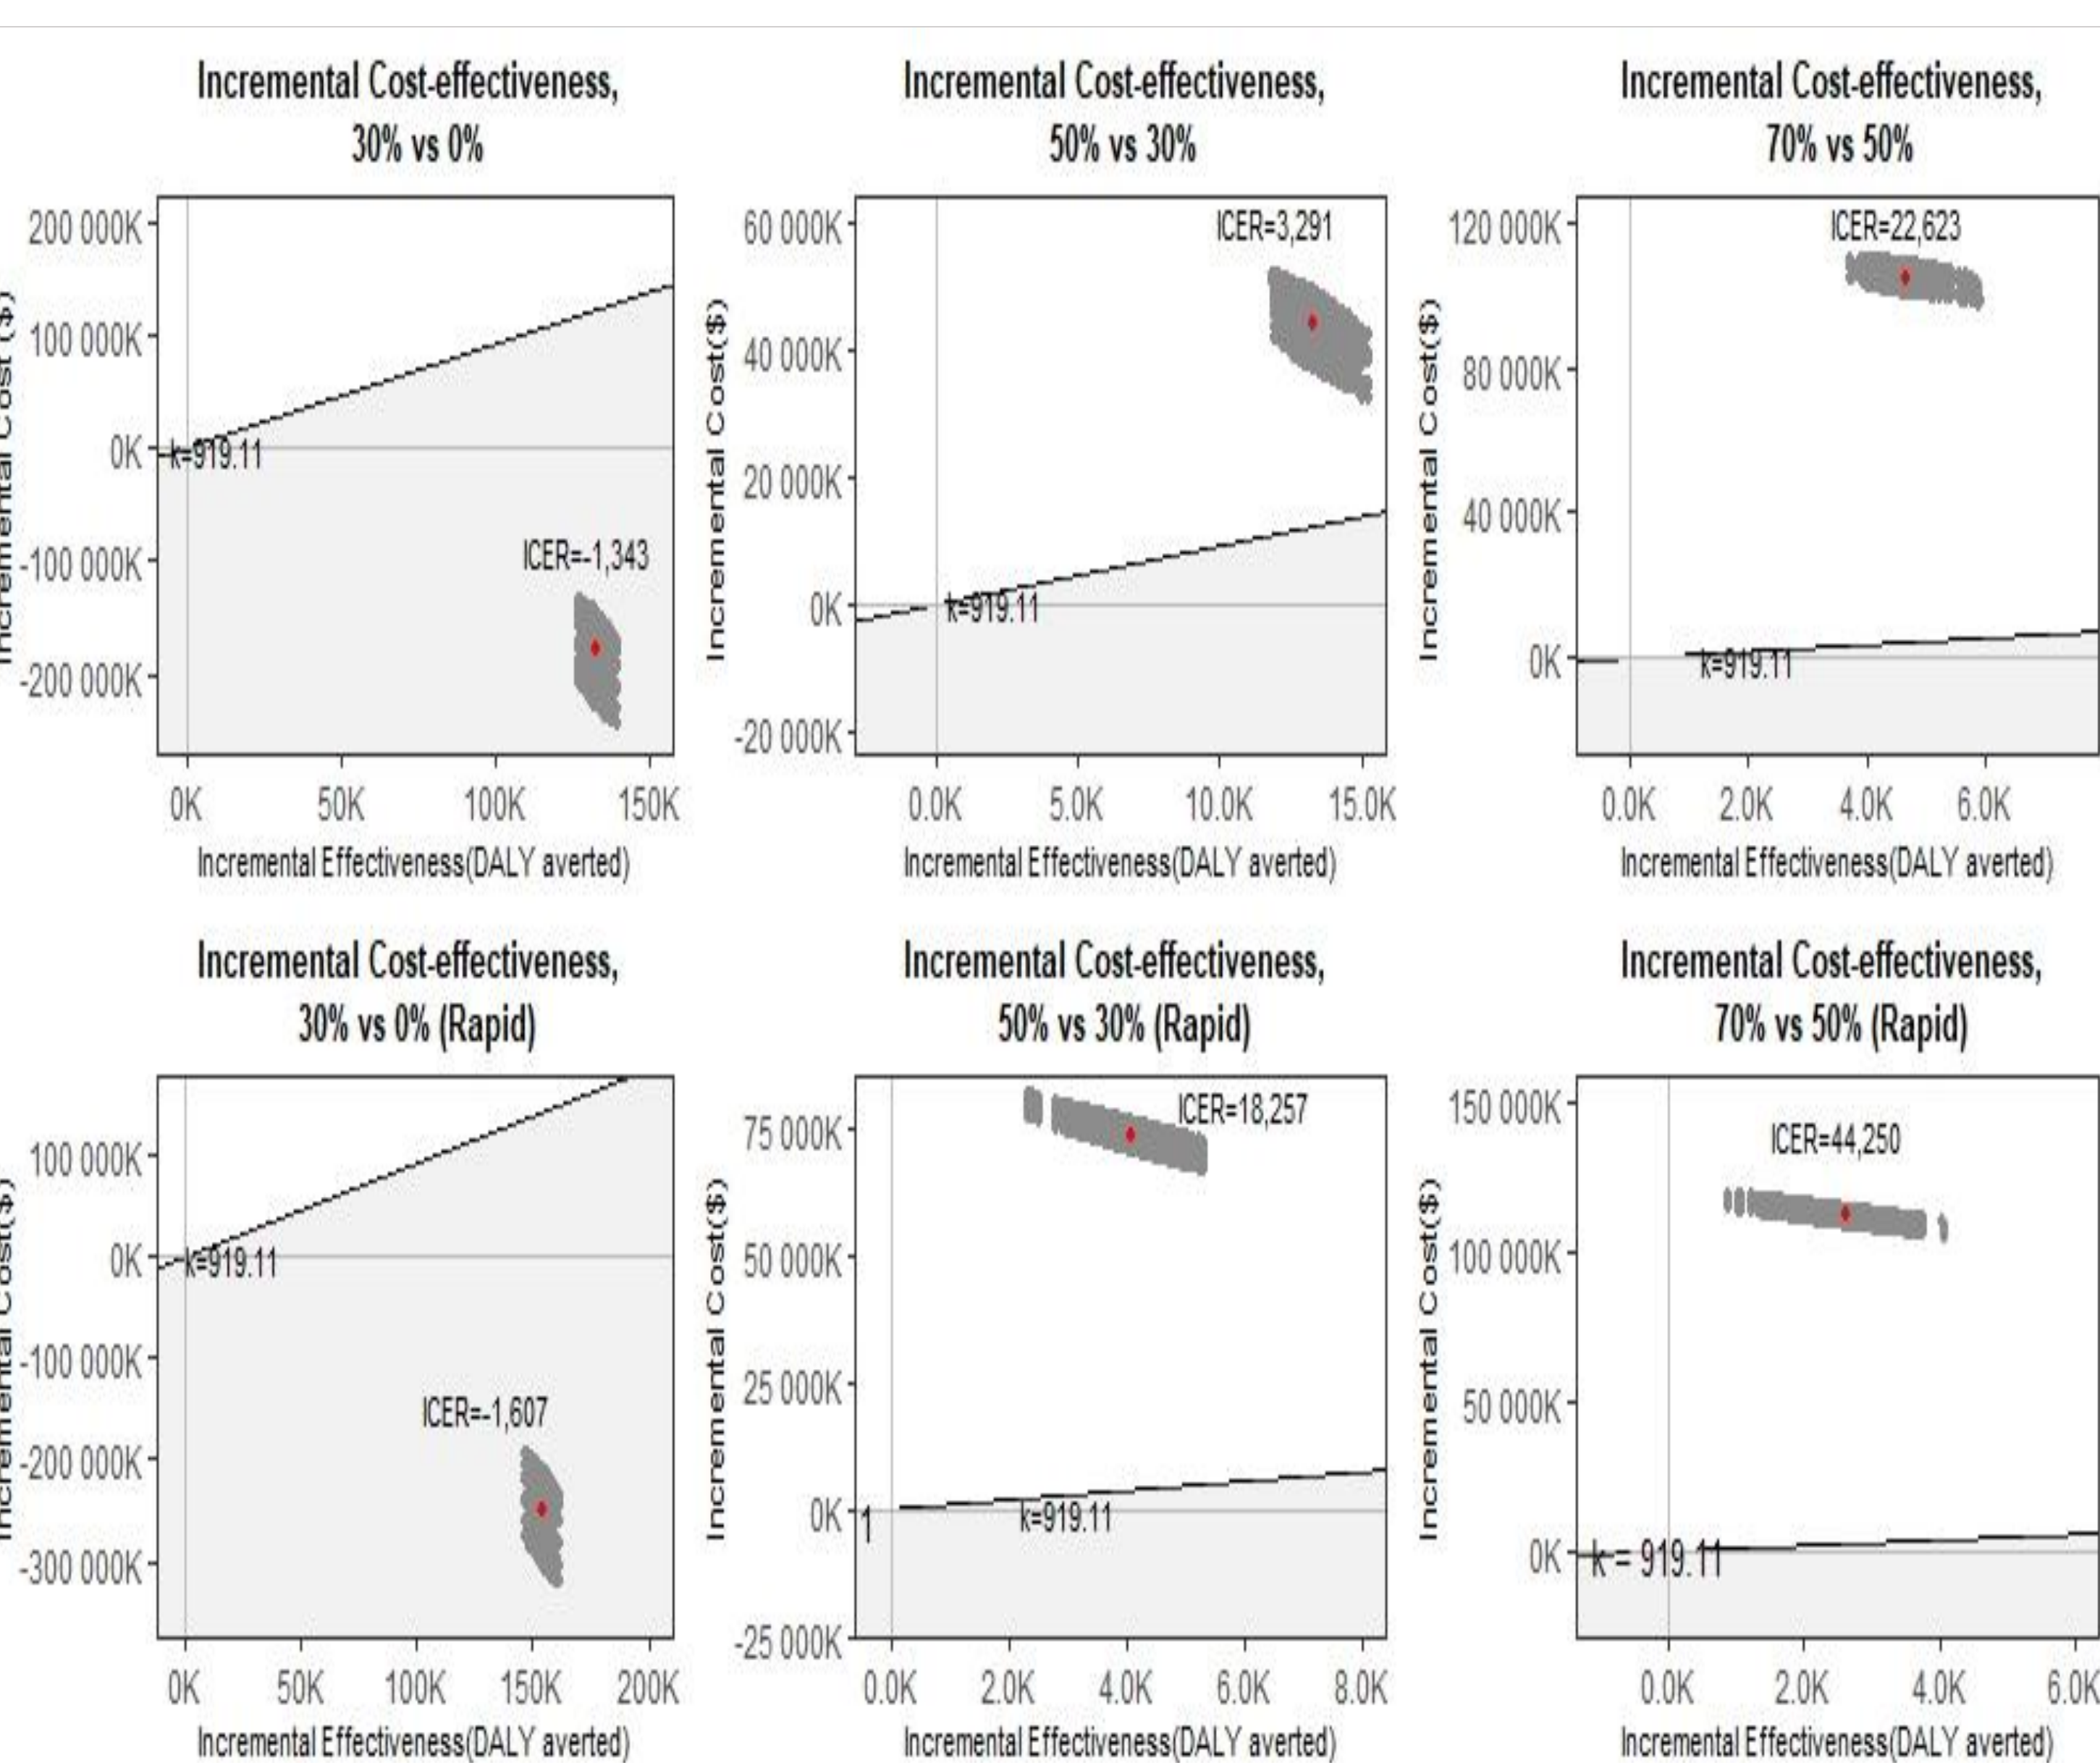 Incremental Cost-effectiveness,
30% vs 0%
200 000K
100 000K
0K
-100 000K
-200 000K
Incremental Cost ($)
k=919.11
ICER=-1,343
0K 50K 100K 150K
Incremental Effectiveness(DALY averted)
Incremental Cost-effectiveness,
50% vs 30%
60 000K
40 000K
20 000K
0K
-20 000K
Incremental Cost($)
ICER=3,291
k=919.11
0.0K 5.0K 10.0K 15.0K
Incremental Effectiveness(DALY averted)
Incremental Cost-effectiveness,
70% vs 50%
120 000K
80 000K
40 000K
0K
Incremental Cost($)
ICER=22,623
k=919.11
0.0K 2.0K 4.0K 6.0K
Incremental Effectiveness(DALY averted)
Incremental Cost-effectiveness,
30% vs 0% (Rapid)
100 000K
0K
-100 000K
-200 000K
-300 000K
Incremental Cost($)
k=919.11
ICER=-1,607
0K 50K 100K 150K 200K
Incremental Effectiveness(DALY averted)
Incremental Cost-effectiveness,
50% vs 30% (Rapid)
75 000K
50 000K
25 000K
0K
-25 000K
Incremental Cost($)
ICER=18,257
1
k=919.11
0.0K 2.0K 4.0K 6.0K 8.0K
Incremental Effectiveness(DALY averted)
Incremental Cost-effectiveness,
70% vs 50% (Rapid)
150 000K
100 000K
50 000K
0K
Incremental Cost($)
ICER=44,250
k = 919.11
0.0K 2.0K 4.0K 6.0K
Incremental Effectiveness(DALY averted)